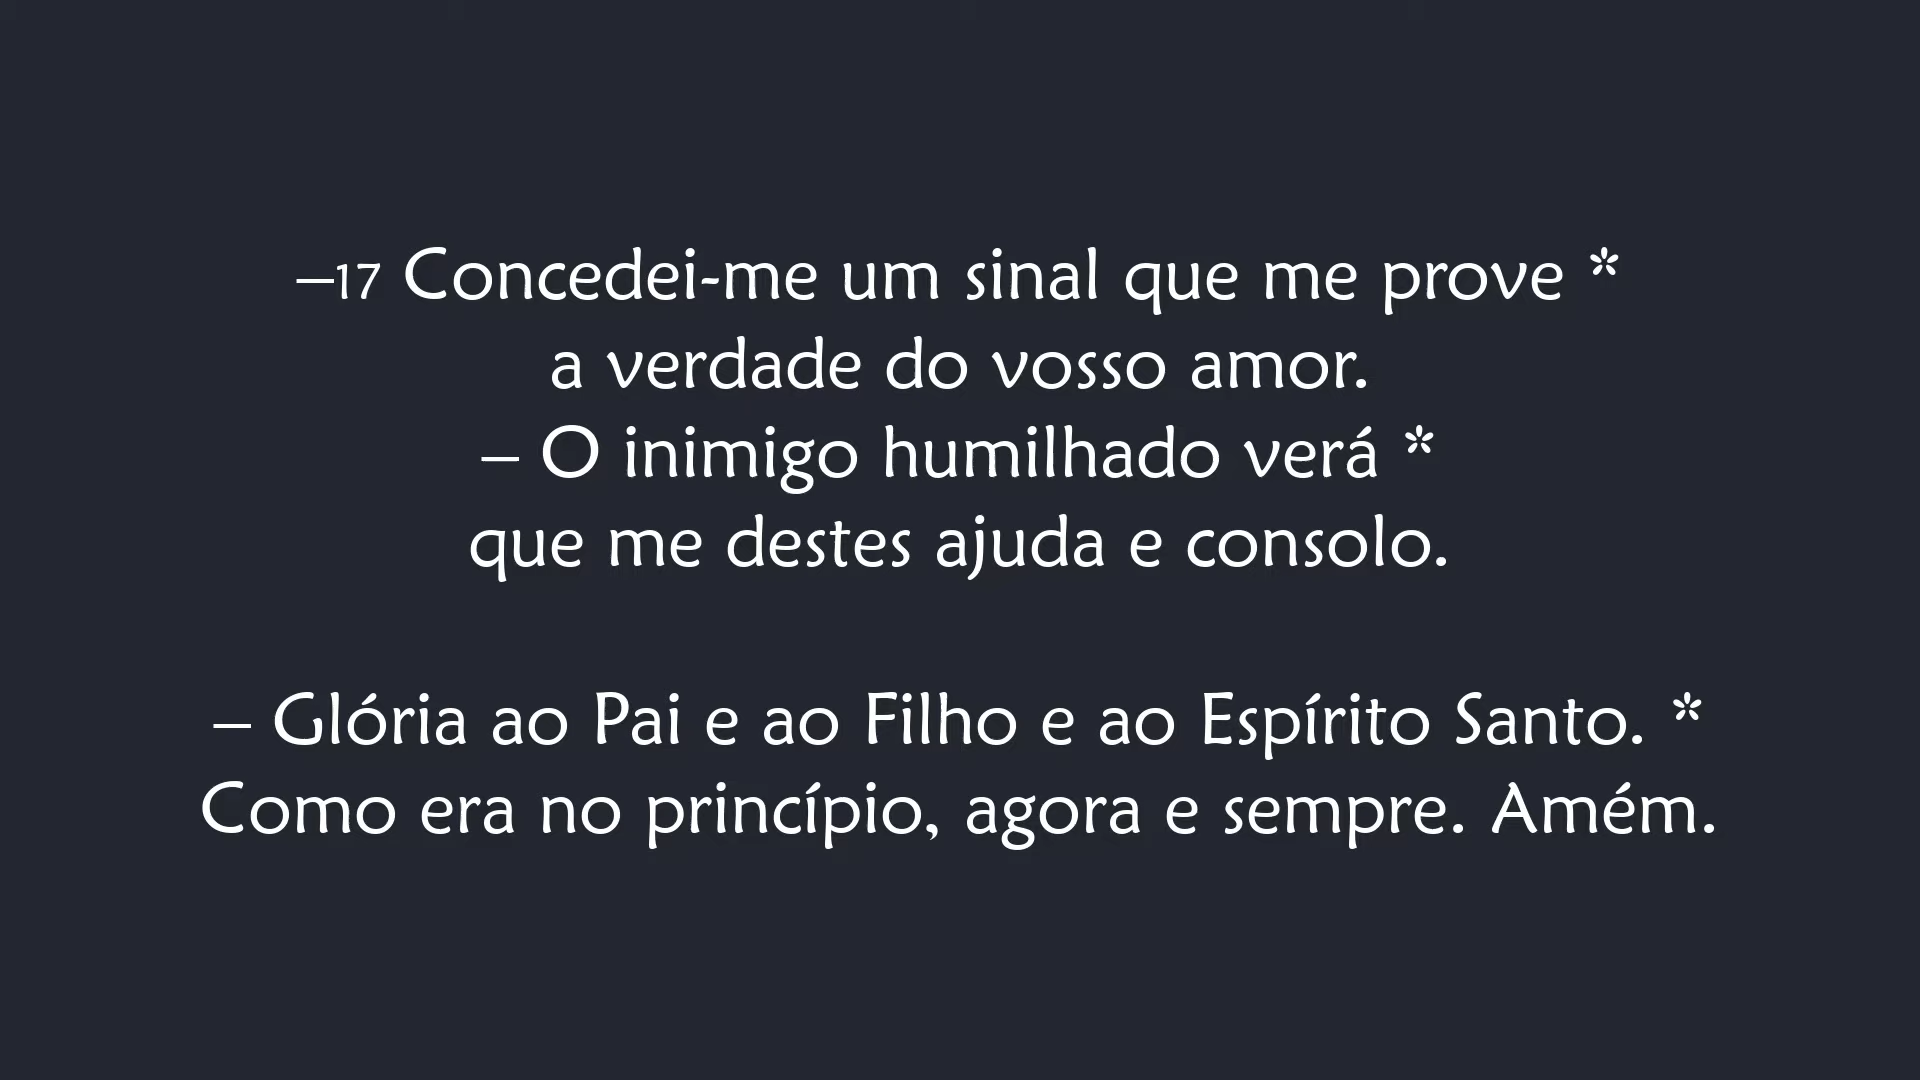 –17 Concedei-me um sinal que me prove *
a verdade do vosso amor.
– O inimigo humilhado verá *
que me destes ajuda e consolo.
– Glória ao Pai e ao Filho e ao Espírito Santo. *
Como era no princípio, agora e sempre. Amém.